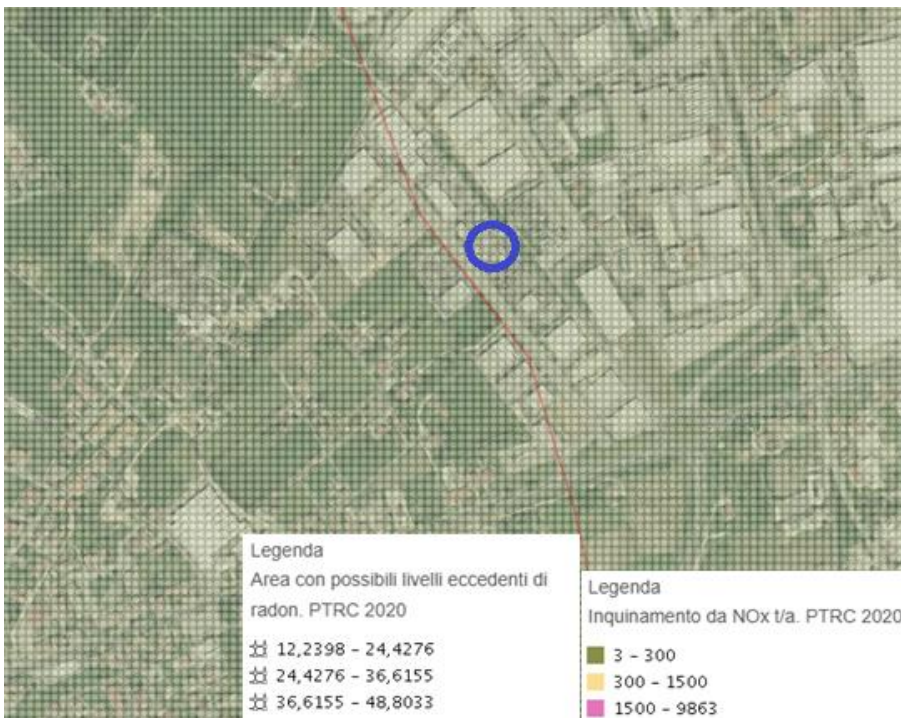 Legenda
Area con possibili livelli eccedenti di
radon. PTRC 2020
12,2398 - 24,4276
24,4276 - 36,6155
36,6155 - 48,8033
Legenda
Inquinamento da NOx t/a. PTRC 2020
3 - 300
300 - 1500
1500 - 9863